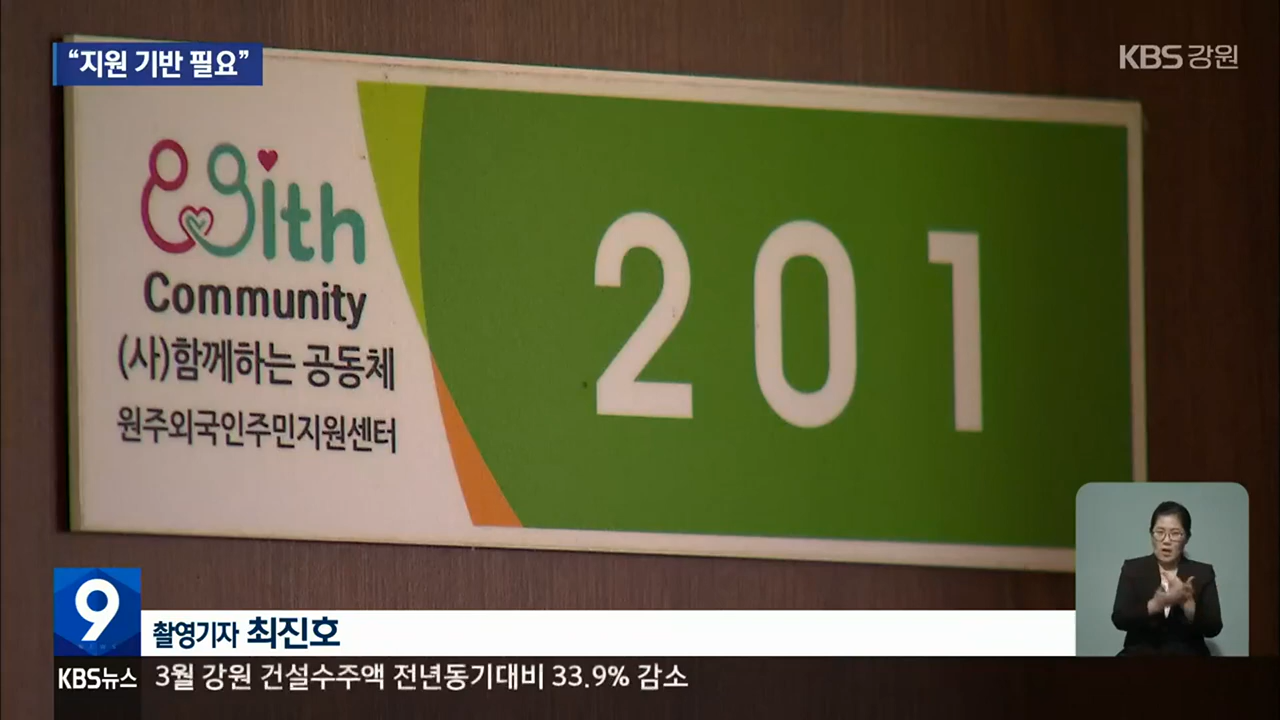 “지원 기반 필요”
KBS 강원
With
Community
(사)함께하는 공동체
원주외국인주민지원센터
201
9
NEWS
촬영기자 최진호
KBS뉴스
3월 강원 건설수주액 전년동기대비 33.9% 감소